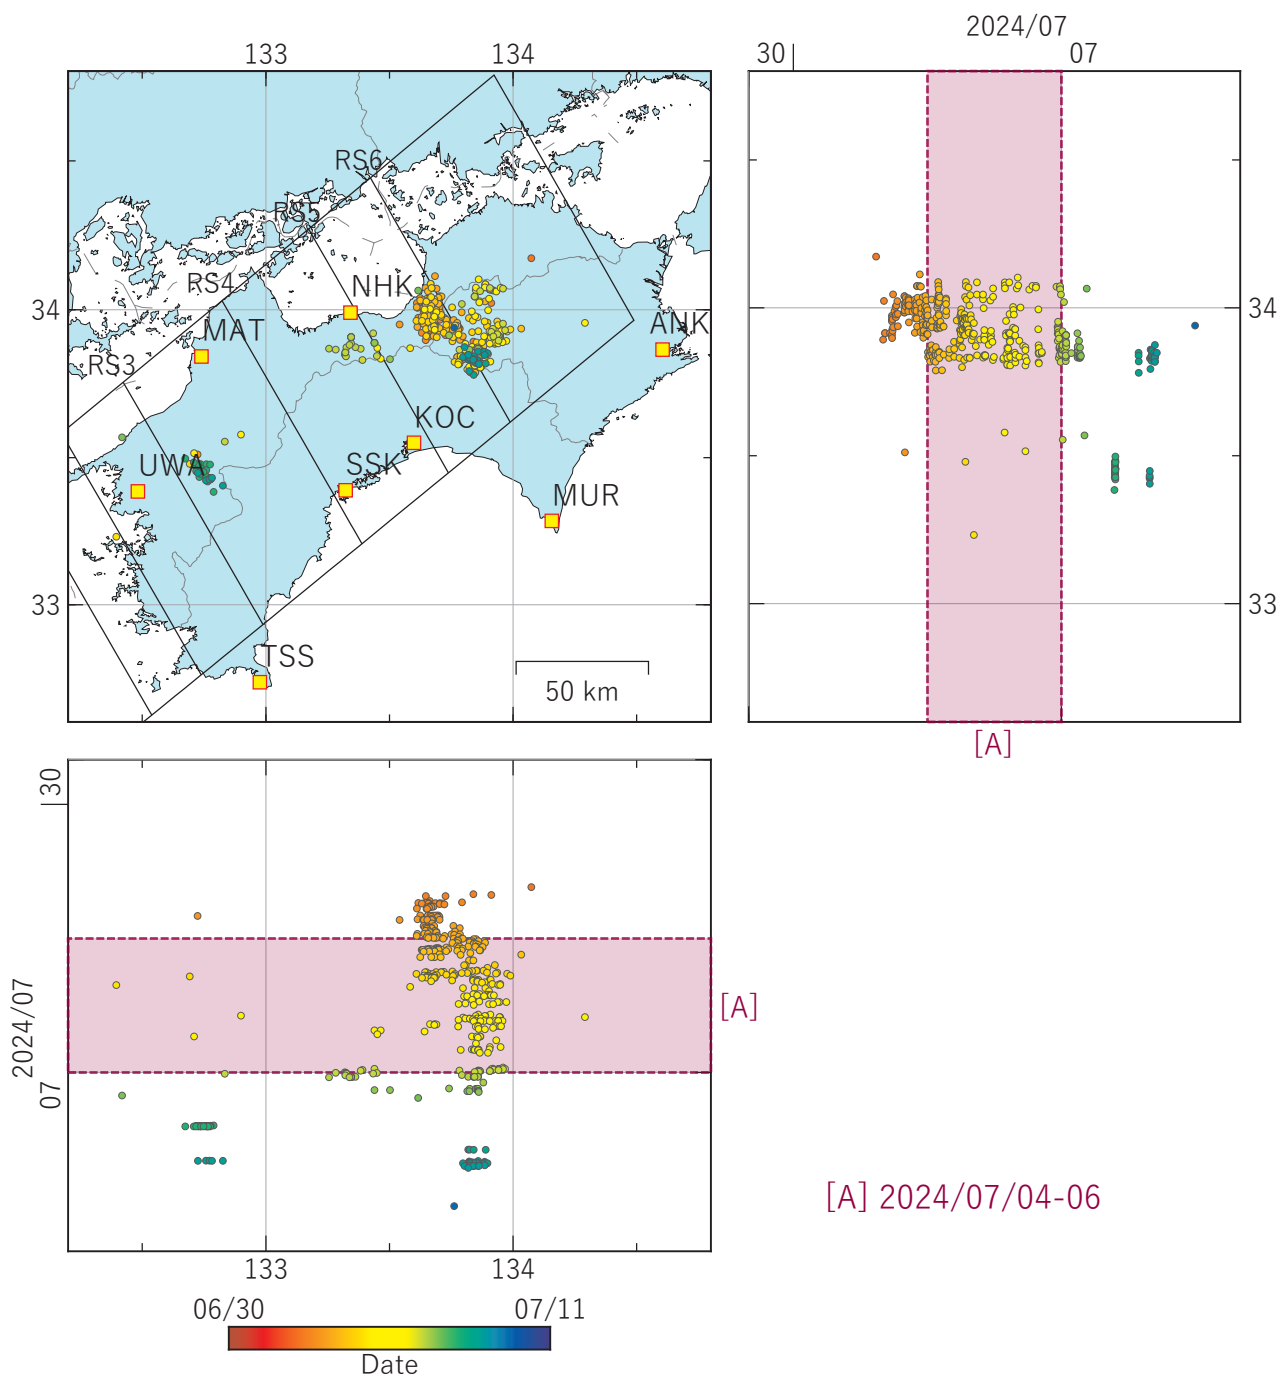 2024/07
133 134 30 07
RS6
RS5
RS4
NHK
34 MAT ANK 34
RS3
KOC
UWA SSK
MUR
33 33
TSS
50 km
[A]
30
2024/07
07
[A]
[A] 2024/07/04-06
133 134
06/30 07/11
Date